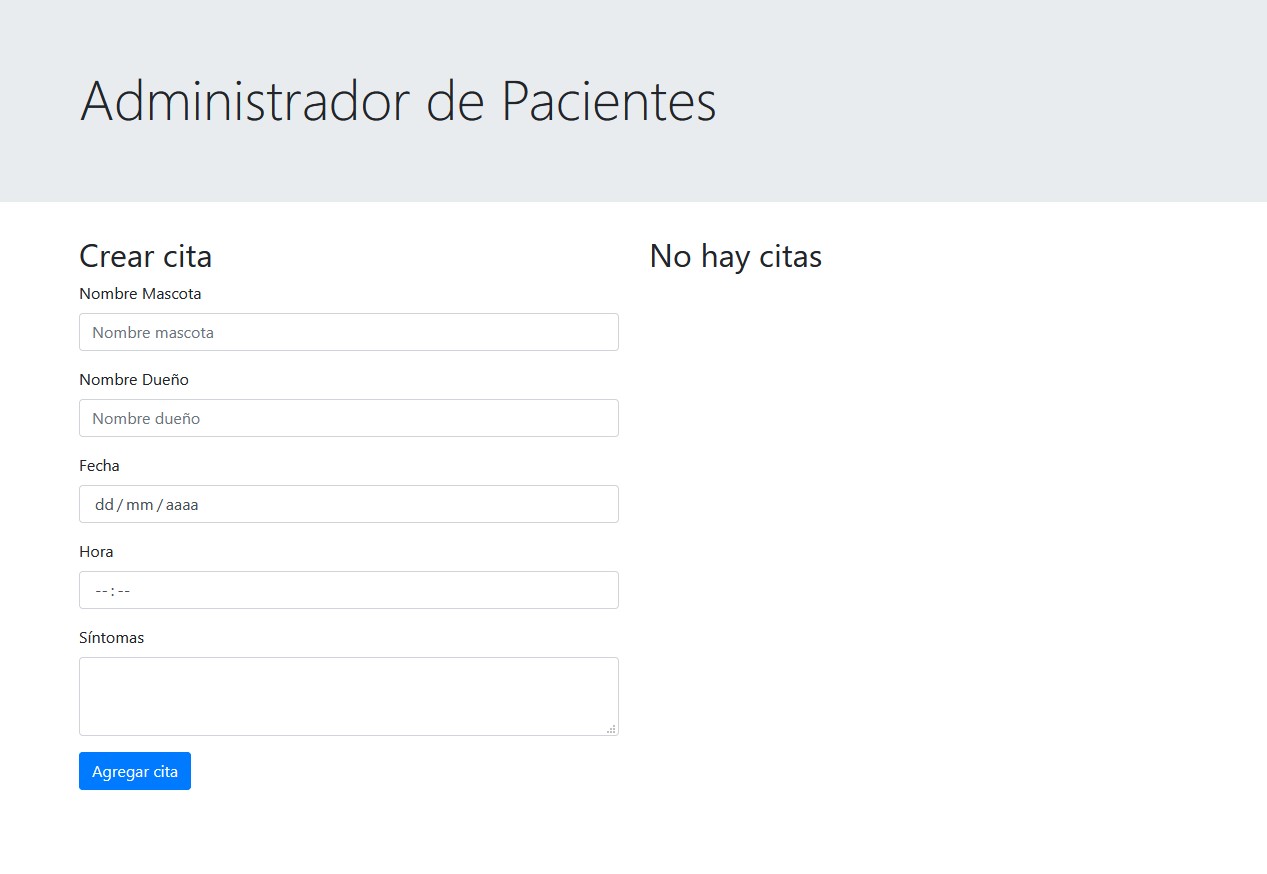 Administrador de Pacientes
Crear cita
Nombre Mascota
Nombre mascota
Nombre Dueño
Nombre dueño
Fecha
dd/mm/aaaa
Hora
--:--
Síntomas
Agregar cita
No hay citas